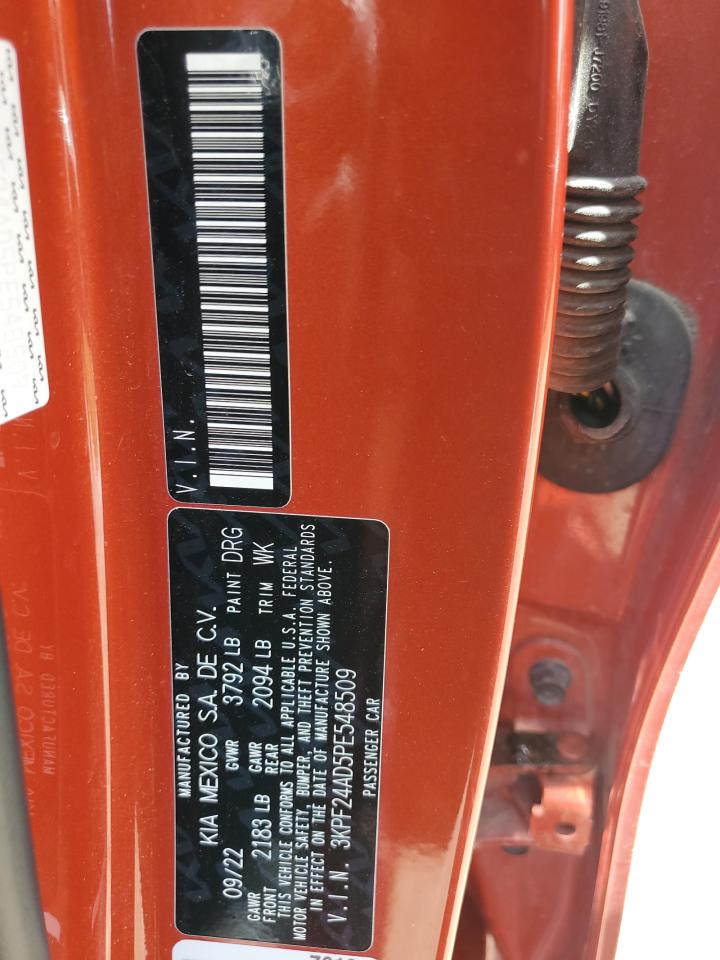 V.I.N.
MANUFACTURED BY
KIA MEXICO S.A. DE C.V.
09/22 GVWR 3792 LB PAINT DRG
GAWR FRONT 2183 LB GAWR REAR 2094 LB TRIM WK
THIS VEHICLE CONFORMS TO ALL APPLICABLE U.S.A. FEDERAL
MOTOR VEHICLE SAFETY, BUMPER, AND THEFT PREVENTION STANDARDS
IN EFFECT ON THE DATE OF MANUFACTURE SHOWN ABOVE.
V.I.N. 3KPF24AD5PE548509
PASSENGER CAR